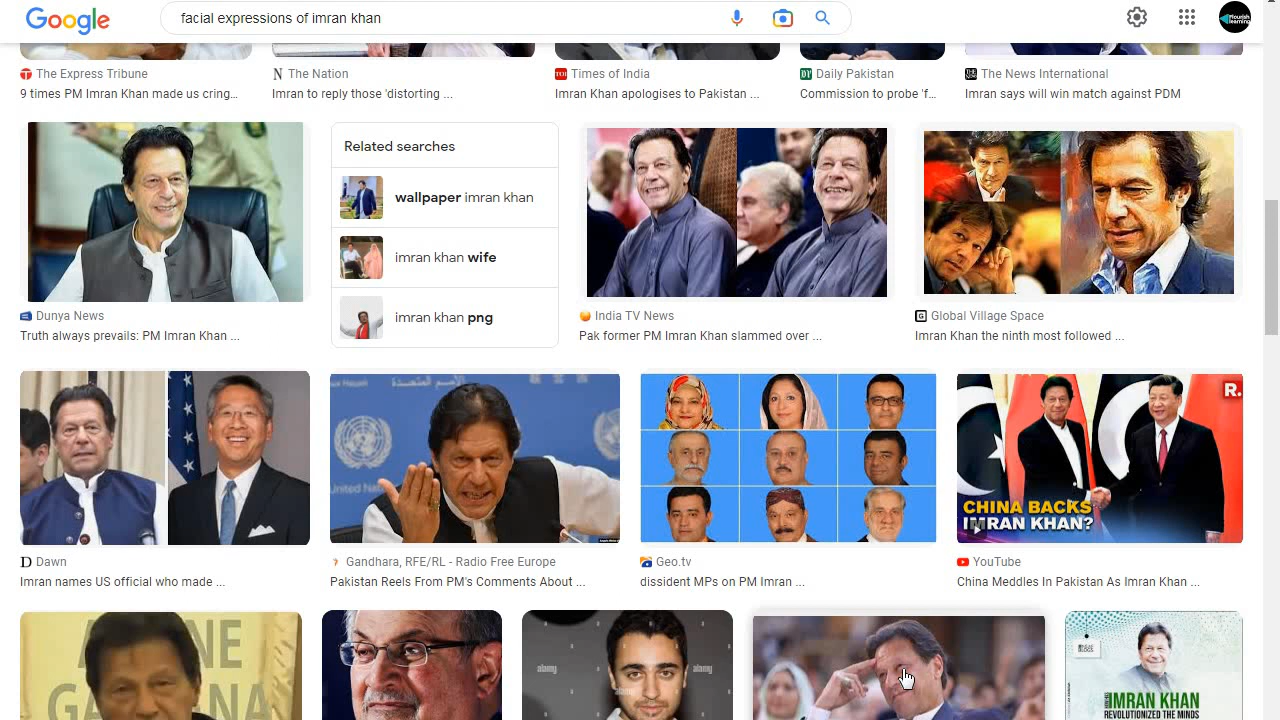 Google
facial expressions of imran khan
The Express Tribune
9 times PM Imran Khan made us cring...
The Nation
Imran to reply those 'distorting ...
Times of India
Imran Khan apologises to Pakistan ...
Daily Pakistan
Commission to probe 'f...
The News International
Imran says will win match against PDM
Related searches
wallpaper imran khan
imran khan wife
imran khan png
Dunya News
Truth always prevails: PM Imran Khan ...
India TV News
Pak former PM Imran Khan slammed over ...
Global Village Space
Imran Khan the ninth most followed ...
United Nat
R.
CHINA BACKS
IMRAN KHAN?
Dawn
Imran names US official who made ...
Gandhara, RFE/RL - Radio Free Europe
Pakistan Reels From PM's Comments About ...
Geo.tv
dissident MPs on PM Imran ...
YouTube
China Meddles In Pakistan As Imran Khan ...
alamy
alamy
IMRAN KHAN
REVOLUTIONIZED THE MINDS